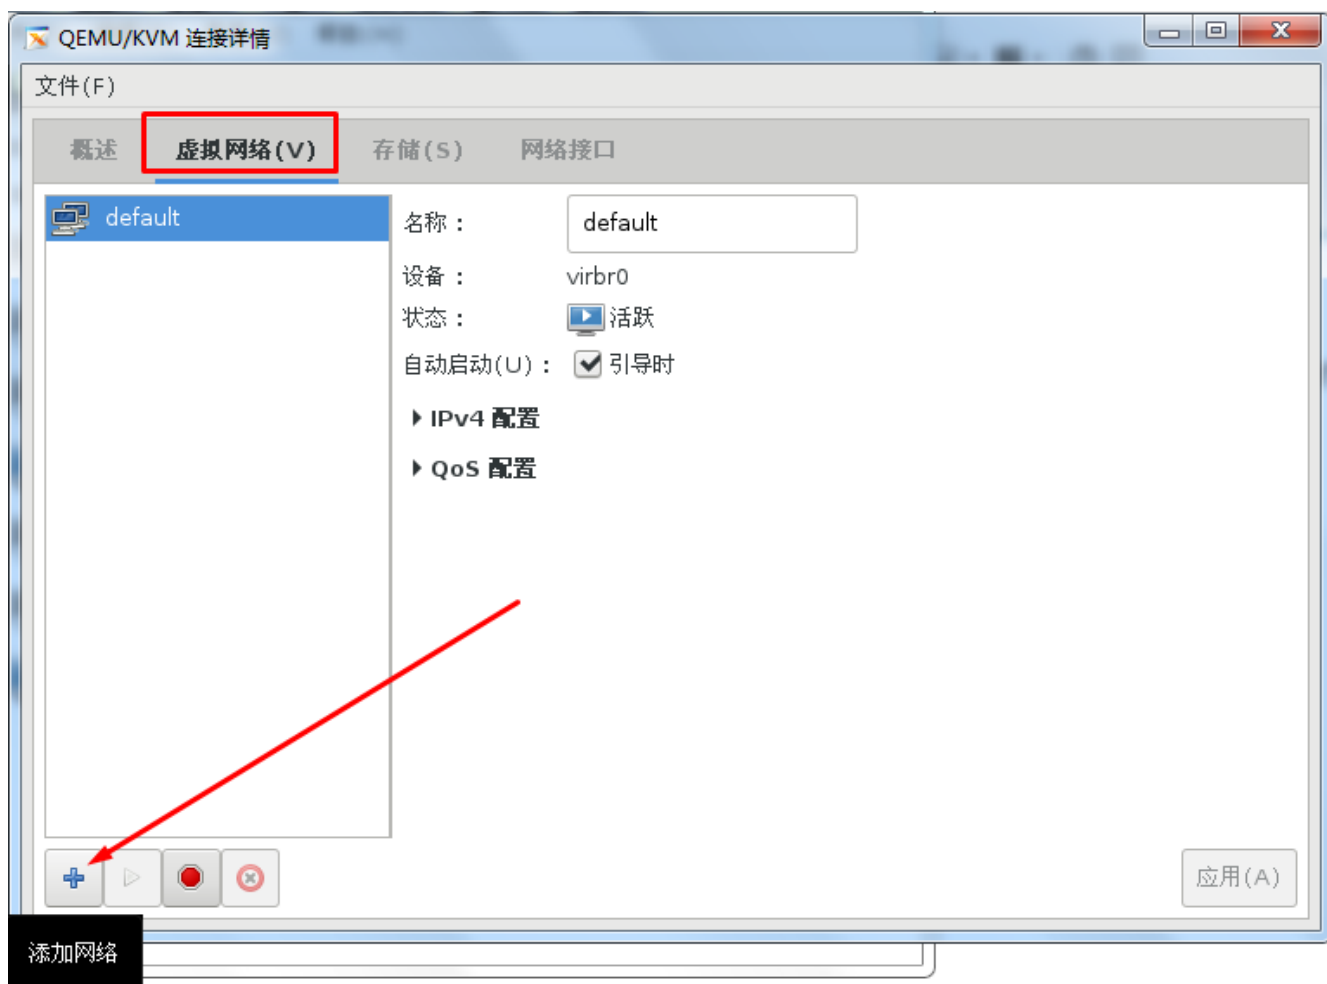 QEMU/KVM 连接详情
文件(F)
概述 虚拟网络(V) 存储(S) 网络接口
default
名称： default
设备： virbr0
状态： 活跃
自动启动(U)： 引导时
IPv4 配置
QoS 配置
应用(A)
添加网络